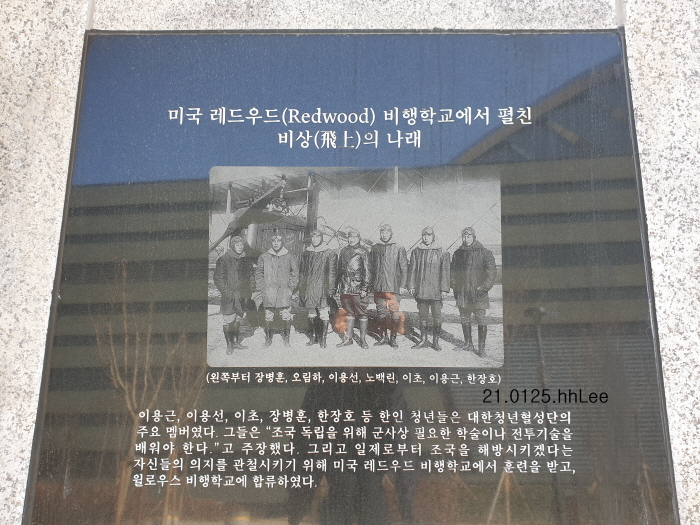 미국 레드우드(Redwood) 비행학교에서 펼친
비상(飛上)의 나래
(왼쪽부터 장병훈, 오림하, 이용선, 노백린, 이초, 이용근, 한장호)
21.0125.hhLee
이용근, 이용선, 이초, 장병훈, 한장호 등 한인 청년들은 대한청년혈성단의
주요 멤버였다. 그들은 “조국 독립을 위해 군사상 필요한 학술이나 전투기술을
배워야 한다.”고 주장했다. 그리고 일제로부터 조국을 해방시키겠다는
자신들의 의지를 관철시키기 위해 미국 레드우드 비행학교에서 훈련을 받고,
윌로우스 비행학교에 합류하였다.